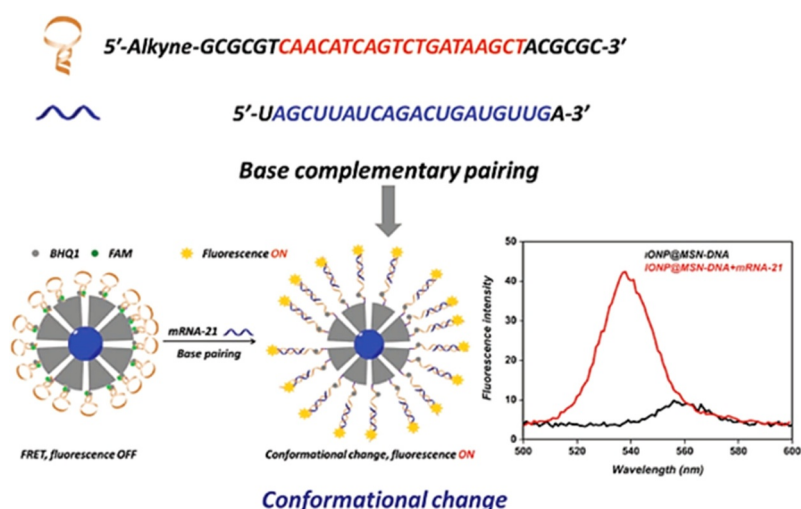 5'-Alkyne-GCGCGTCAACATCAGTCTGATAAGCTACGCGC-3'
5'-UAGCUUAUCAGACUGAUGUUGA-3'
Base complementary pairing
BHQ1
FAM
Fluorescence ON
mRNA-21
Base pairing
FRET, fluorescence OFF
Conformational change, fluorescence ON
Conformational change
IONP@MSN-DNA
IONP@MSN-DNA+mRNA-21
Fluorescence intensity
50
40
30
20
10
0
500
520
540
560
580
600
Wavelength (nm)